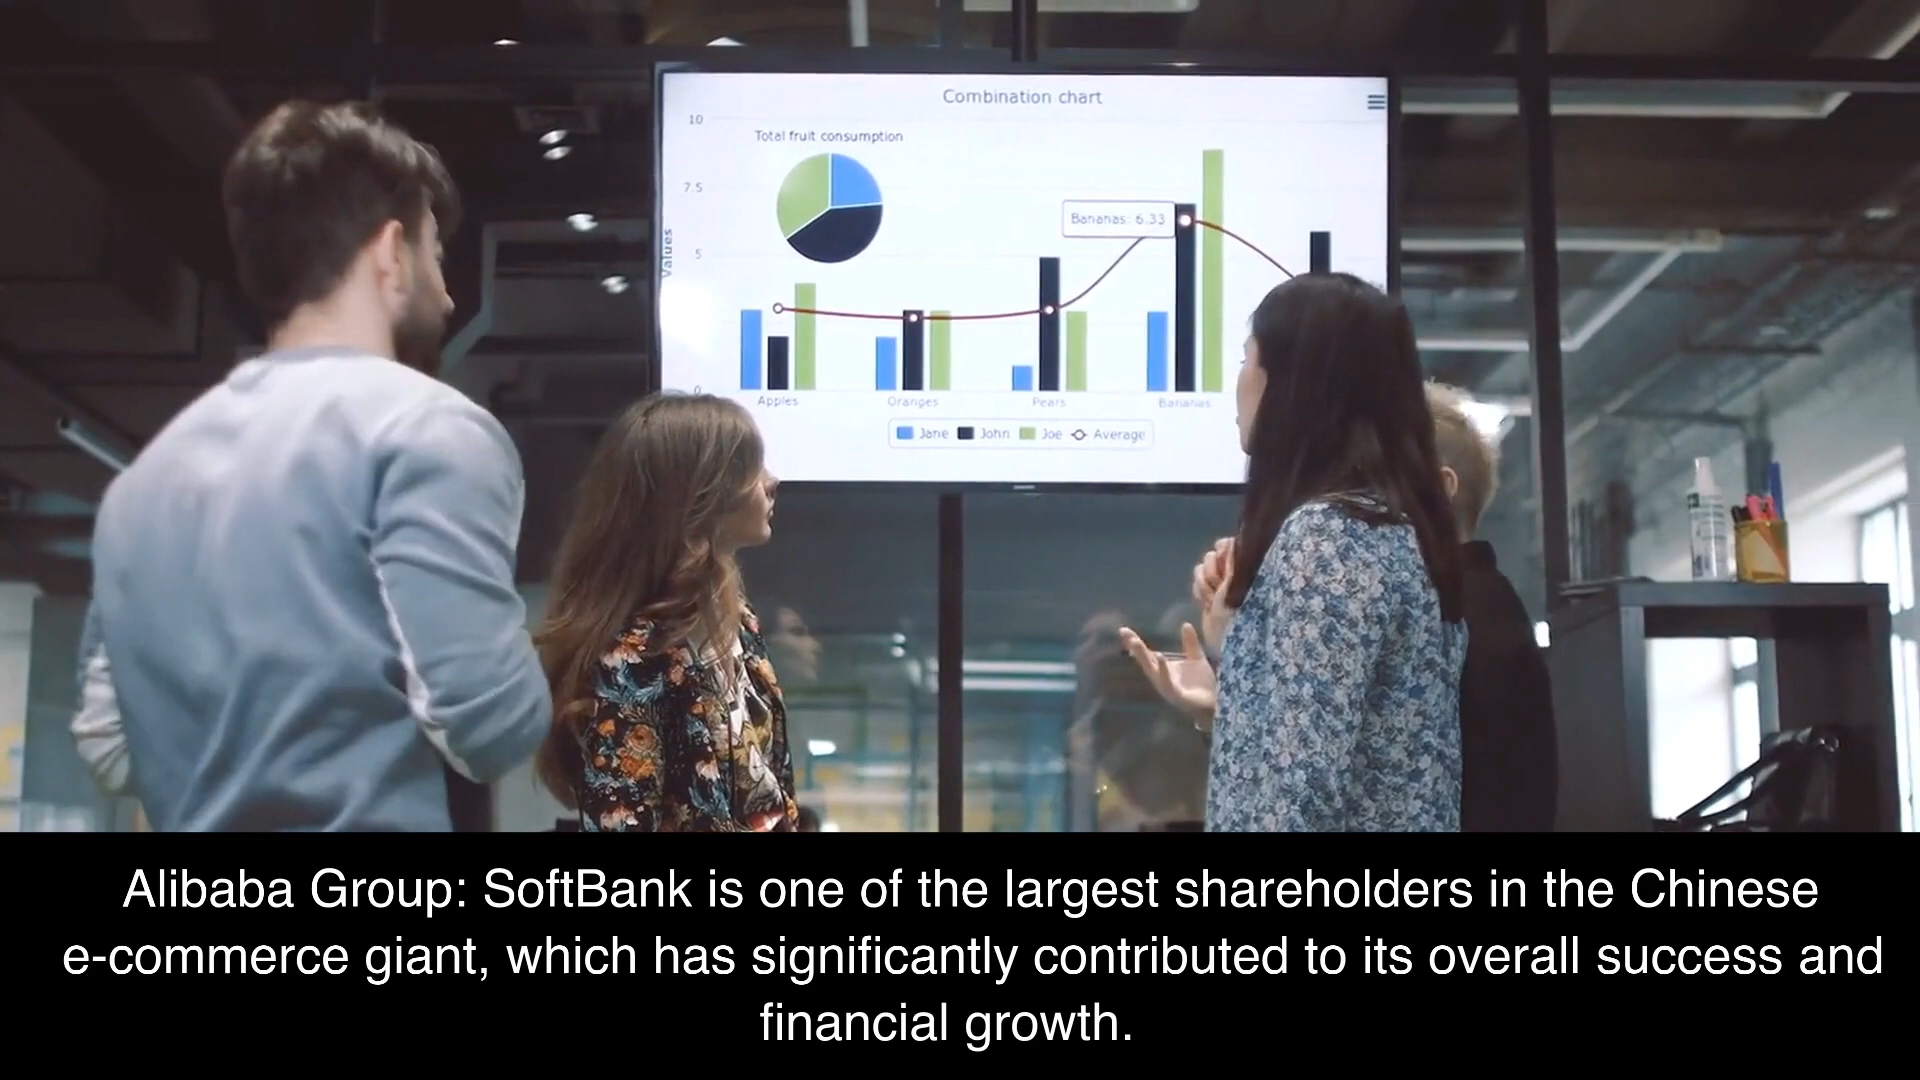 Combination chart
Total fruit consumption
10
7.5
5
0
Values
Bananas: 6.33
Apples Oranges Pears Bananas
Jane John Joe Average
Alibaba Group: SoftBank is one of the largest shareholders in the Chinese
e-commerce giant, which has significantly contributed to its overall success and
financial growth.